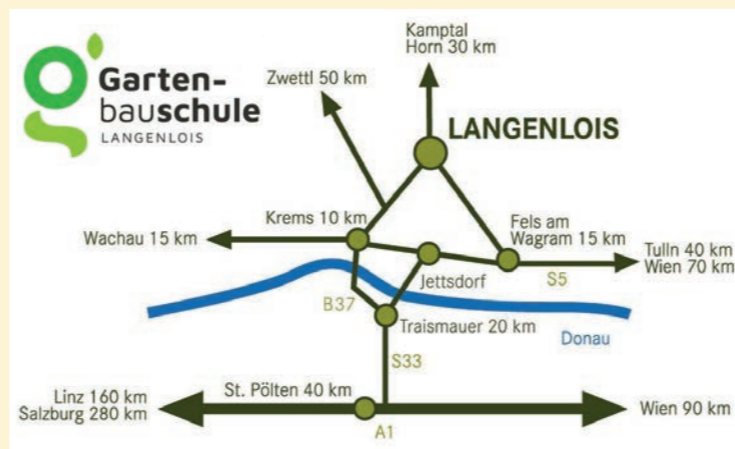 Garten-
bauschule
LANGENLOIS
Kamptal
Horn 30 km
Zwettl 50 km
LANGENLOIS
Krems 10 km
Wachau 15 km
Fels am
Wagram 15 km
Tulln 40 km
Wien 70 km
Jettsdorf
S5
B37
Traismauer 20 km
Donau
S33
St. Pölten 40 km
Linz 160 km
Salzburg 280 km
Wien 90 km
A1